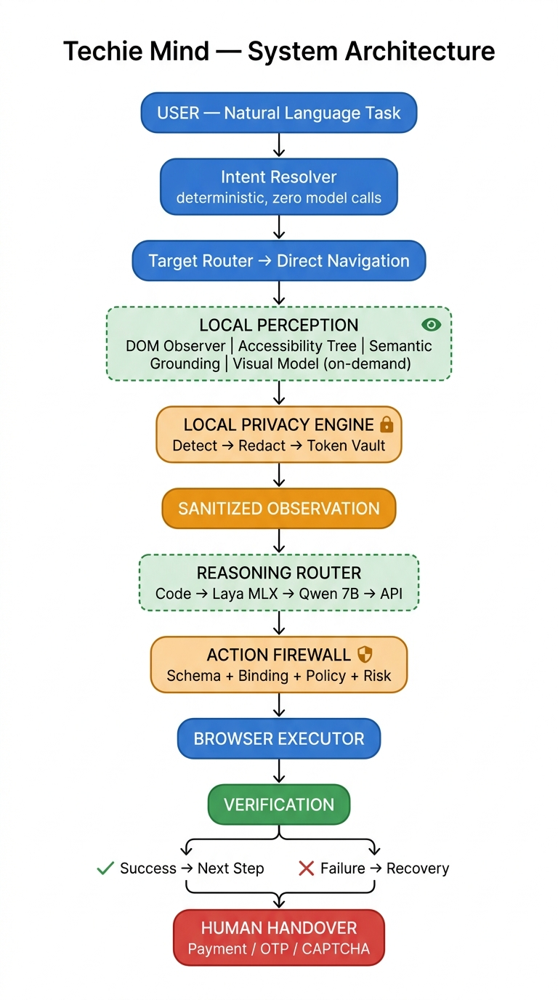 Techie Mind — System Architecture
USER — Natural Language Task
Intent Resolver
deterministic, zero model calls
Target Router → Direct Navigation
LOCAL PERCEPTION
DOM Observer | Accessibility Tree | Semantic
Grounding | Visual Model (on-demand)
LOCAL PRIVACY ENGINE
Detect → Redact → Token Vault
SANITIZED OBSERVATION
REASONING ROUTER
Code → Laya MLX → Qwen 7B → API
ACTION FIREWALL
Schema + Binding + Policy + Risk
BROWSER EXECUTOR
VERIFICATION
Success → Next Step
Failure → Recovery
HUMAN HANDOVER
Payment / OTP / CAPTCHA